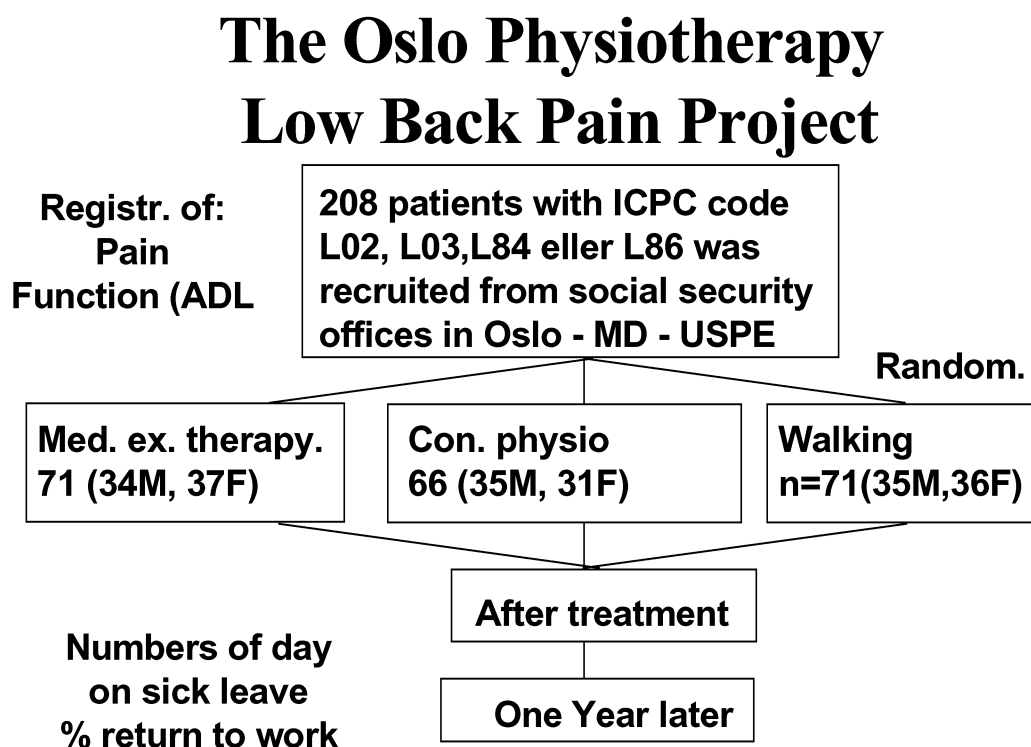 The Oslo Physiotherapy
Low Back Pain Project
Registr. of:
Pain
Function (ADL
208 patients with ICPC code
L02, L03,L84 eller L86 was
recruited from social security
offices in Oslo - MD - USPE
Random.
Med. ex. therapy.
71 (34M, 37F)
Con. physio
66 (35M, 31F)
Walking
n=71(35M,36F)
After treatment
Numbers of day
on sick leave
% return to work
One Year later